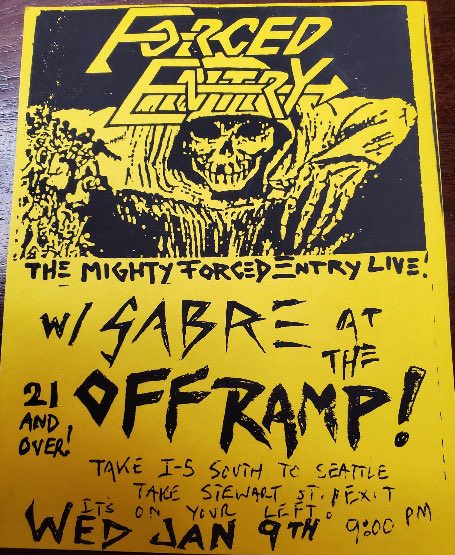 FORCED
ENTRY
THE MIGHTY FORCED ENTRY LIVE!
W/ SABRE AT
THE
21 OFF RAMP!
AND
OVER!
TAKE I-5 SOUTH TO SEATTLE
TAKE STEWART ST. EXIT
IT'S ON YOUR LEFT.
WED JAN 9TH 9:00 PM